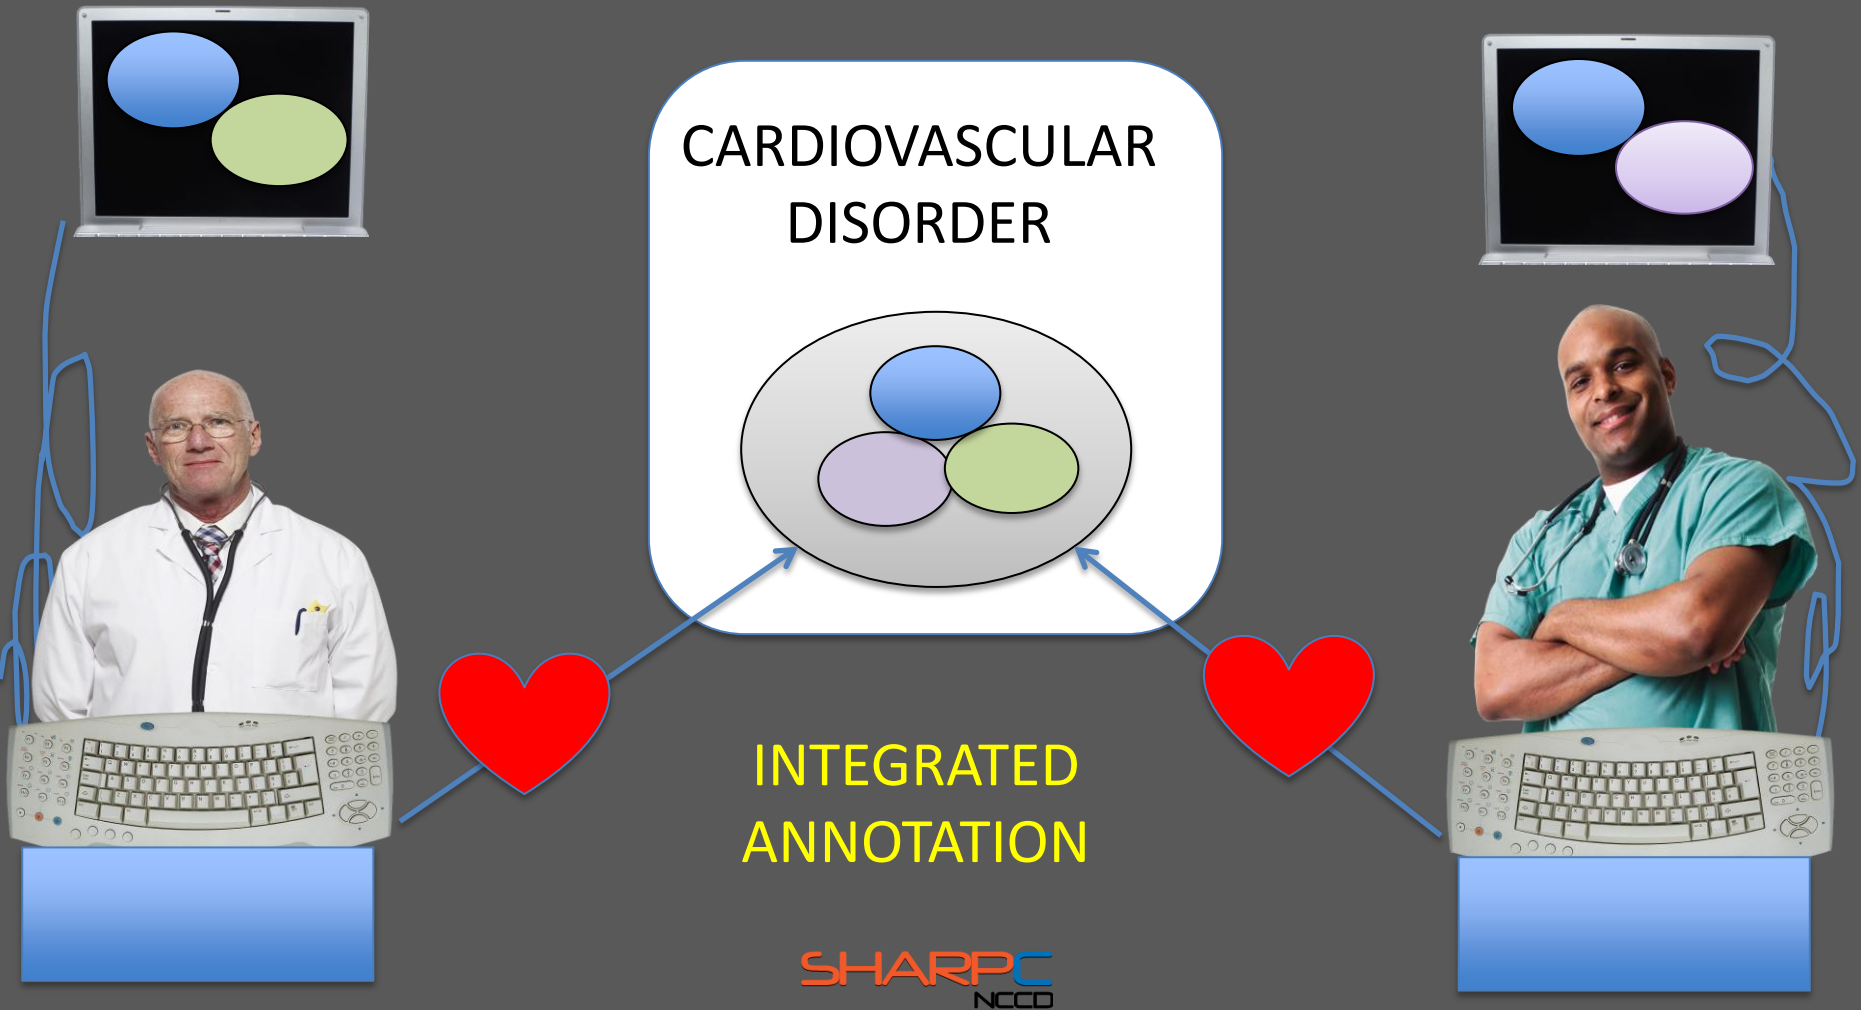 CARDIOVASCULAR
DISORDER
INTEGRATED
ANNOTATION
SHARPC
NCCD